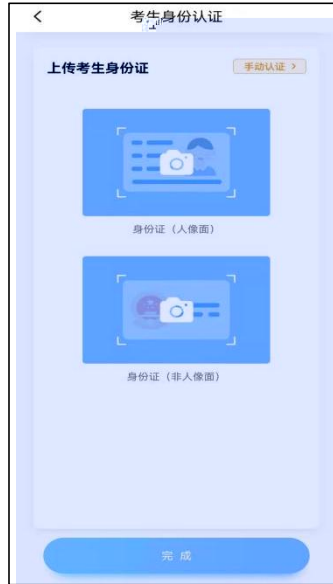 考生身份认证
上传考生身份证
手动认证 >
身份证（人像面）
身份证（非人像面）
完 成